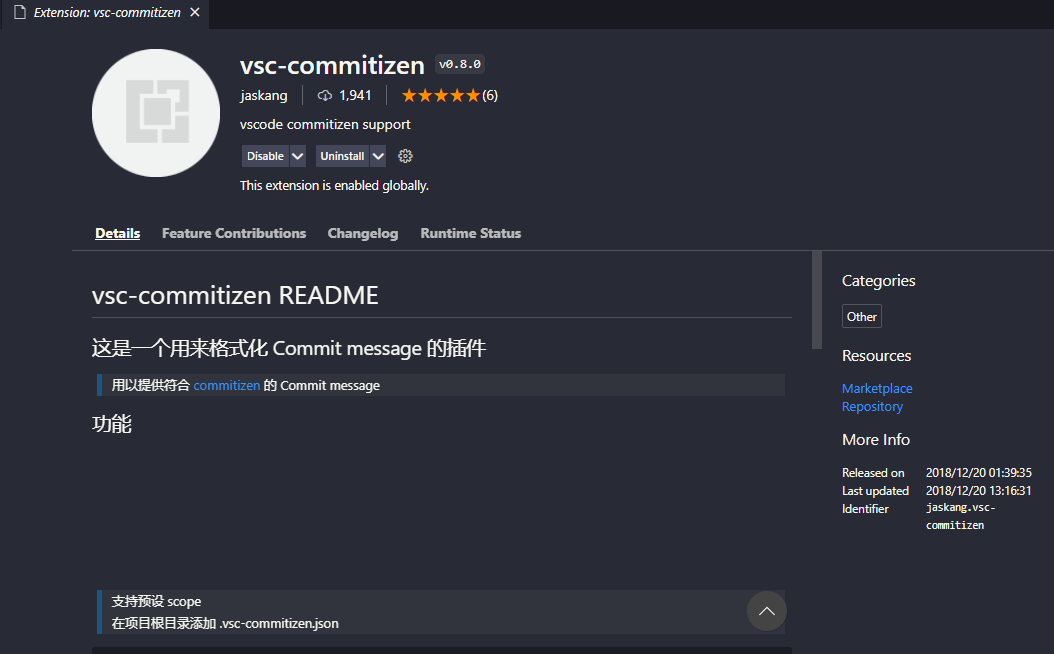 Extension: vsc-commitizen
vsc-commitizen v0.8.0
jaskang 1,941 (6)
vscode commitizen support
Disable Uninstall
This extension is enabled globally.
Details Feature Contributions Changelog Runtime Status
vsc-commitizen README
这是一个用来格式化 Commit message 的插件
用以提供符合 commitizen 的 Commit message
功能
支持预设 scope
在项目根目录添加 .vsc-commitizen.json
Categories
Other
Resources
Marketplace
Repository
More Info
Released on 2018/12/20 01:39:35
Last updated 2018/12/20 13:16:31
Identifier jaskang.vsc-
commitizen